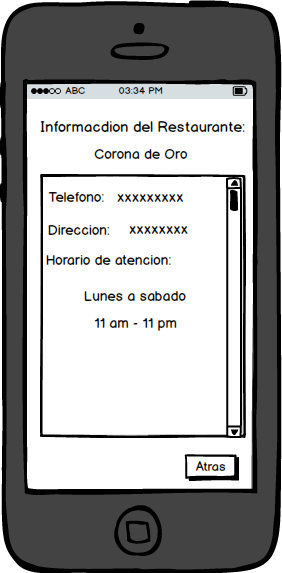 ABC 03:34 PM
Informacdion del Restaurante:
Corona de Oro
Telefono: xxxxxxxxx
Direccion: xxxxxxxx
Horario de atencion:
Lunes a sabado
11 am - 11 pm
Atras